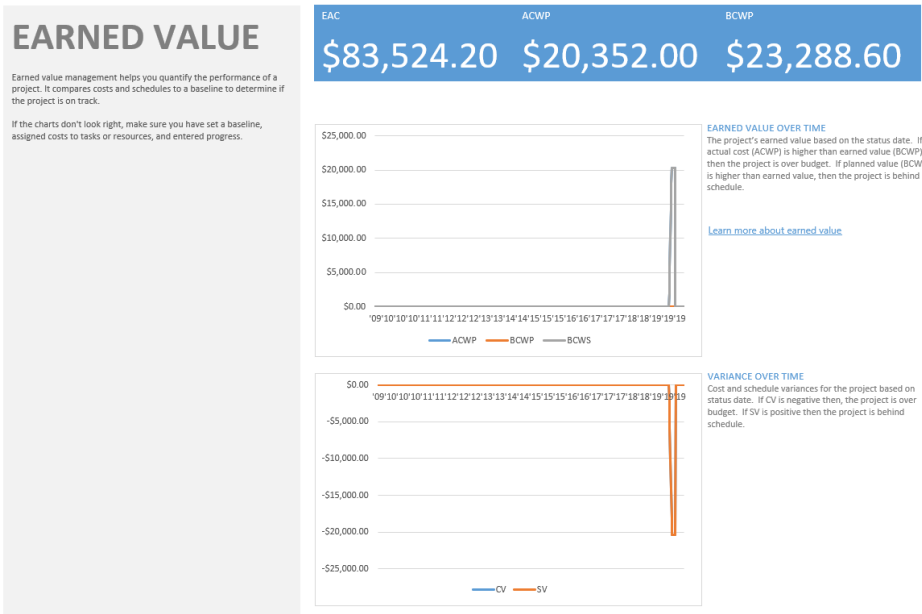 EARNED VALUE
Earned value management helps you quantify the performance of a
project. It compares costs and schedules to a baseline to determine if
the project is on track.
If the charts don't look right, make sure you have set a baseline,
assigned costs to tasks or resources, and entered progress.
EAC
$83,524.20
ACWP
$20,352.00
BCWP
$23,288.60
$25,000.00
$20,000.00
$15,000.00
$10,000.00
$5,000.00
$0.00
'09'10'10'10'11'11'12'12'12'13'13'14'14'15'15'15'16'16'17'17'17'18'18'19'19'19
ACWP BCWP BCWS
EARNED VALUE OVER TIME
The project's earned value based on the status date. If
actual cost (ACWP) is higher than earned value (BCWP)
then the project is over budget. If planned value (BCW
is higher than earned value, then the project is behind
schedule.
Learn more about earned value
$0.00
'09'10'10'10'11'11'12'12'12'13'13'14'14'15'15'15'16'16'17'17'17'18'18'19'19'19
-$5,000.00
-$10,000.00
-$15,000.00
-$20,000.00
-$25,000.00
CV SV
VARIANCE OVER TIME
Cost and schedule variances for the project based on
status date. If CV is negative then, the project is over
budget. If SV is positive then the project is behind
schedule.